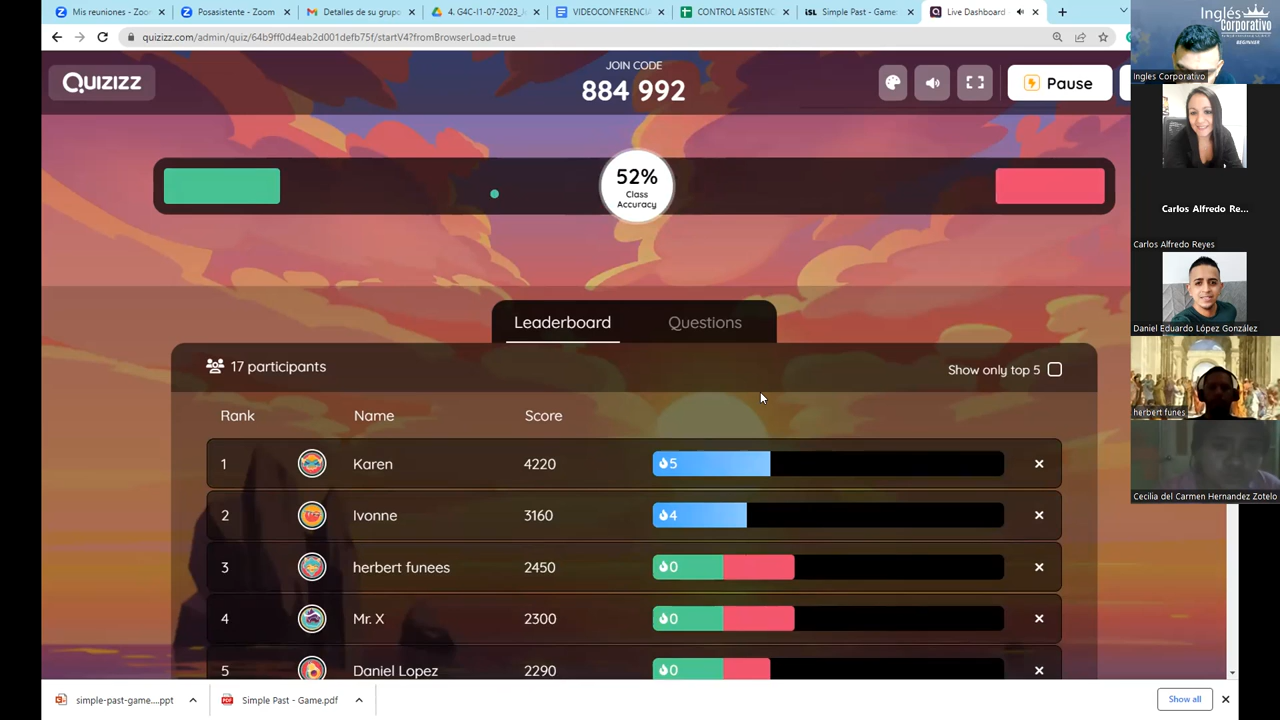 Mis reuniones - Zoo
Posasistente - Zoom
Detalles de su grupo
4. G4C-I1-07-2023_
VIDEOCONFERENCIA
CONTROL ASISTENC
iSL
Simple Past - Game
Live Dashboard
quizizz.com/admin/quiz/64b9ff0d4eab2d001defb75f/startV4?fromBrowserLoad=true
QUIZIZZ
JOIN CODE
884 992
Pause
52%
Class
Accuracy
Leaderboard
Questions
17 participants
Show only top 5
Rank Name Score
1 Karen 4220 5
2 Ivonne 3160 4
3 herbert funees 2450 0
4 Mr. X 2300 0
5 Daniel Lopez 2290 0
simple-past-game....ppt
Simple Past - Game.pdf
Show all
Inglés
Corporativo
BEGINNER
Ingles Corporativo
Carlos Alfredo Re...
Carlos Alfredo Reyes
Daniel Eduardo López González
herbert funes
Cecilia del Carmen Hernandez Zotelo